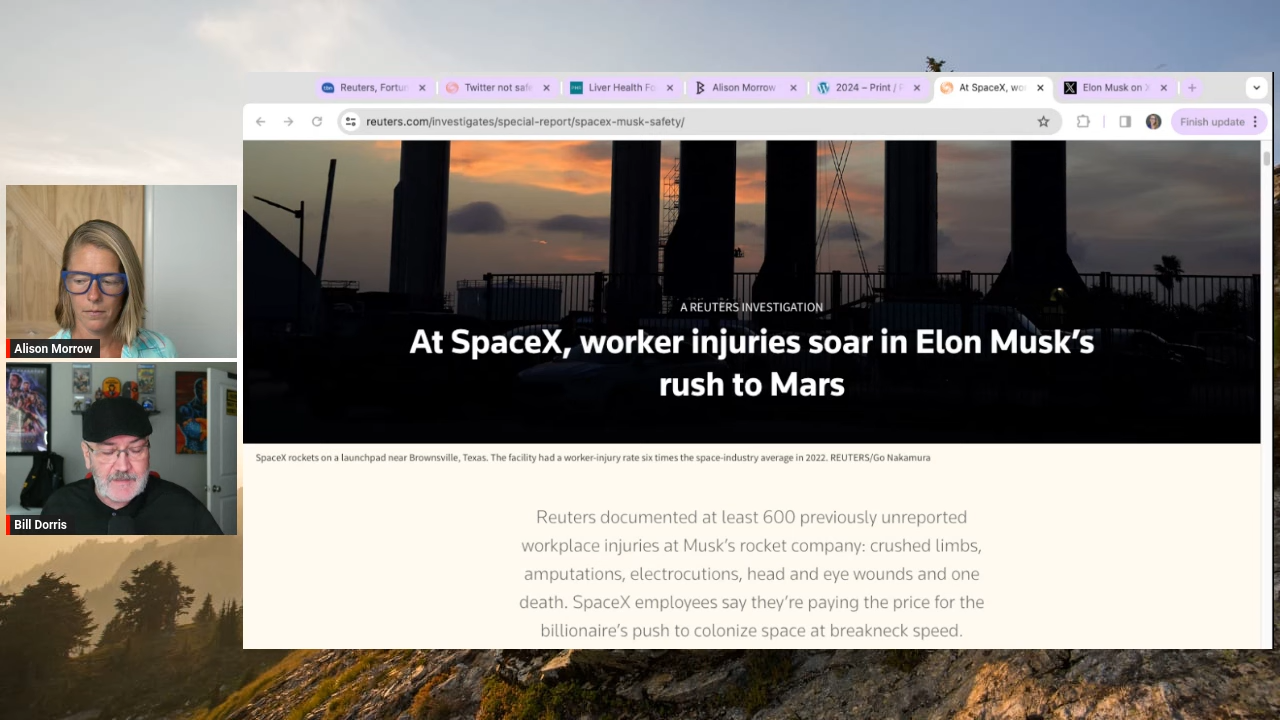 Reuters, Fortun
Twitter not safe
Liver Health Fo
Alison Morrow
2024 – Print / F
At SpaceX, wo
Elon Musk on X
reuters.com/investigates/special-report/spacex-musk-safety/
Finish update
A REUTERS INVESTIGATION
At SpaceX, worker injuries soar in Elon Musk’s
rush to Mars
SpaceX rockets on a launchpad near Brownsville, Texas. The facility had a worker-injury rate six times the space-industry average in 2022. REUTERS/Go Nakamura
Reuters documented at least 600 previously unreported
workplace injuries at Musk’s rocket company: crushed limbs,
amputations, electrocutions, head and eye wounds and one
death. SpaceX employees say they’re paying the price for the
billionaire’s push to colonize space at breakneck speed.
Alison Morrow
Bill Dorris